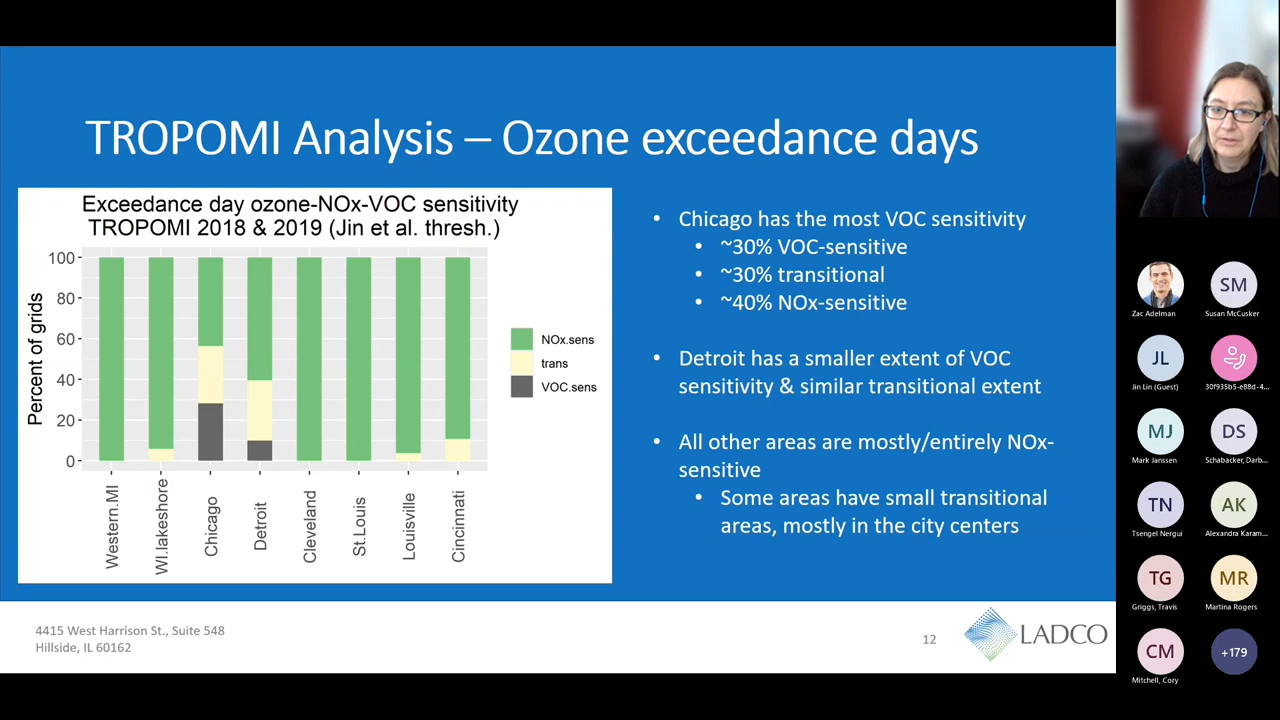 TROPOMI Analysis – Ozone exceedance days
Exceedance day ozone-NOx-VOC sensitivity
TROPOMI 2018 & 2019 (Jin et al. thresh.)
Percent of grids
100
80
60
40
20
0
Western.MI
WI.lakeshore
Chicago
Detroit
Cleveland
St.Louis
Louisville
Cincinnati
NOx.sens
trans
VOC.sens
• Chicago has the most VOC sensitivity
• ~30% VOC-sensitive
• ~30% transitional
• ~40% NOx-sensitive
• Detroit has a smaller extent of VOC
sensitivity & similar transitional extent
• All other areas are mostly/entirely NOx-
sensitive
• Some areas have small transitional
areas, mostly in the city centers
4415 West Harrison St., Suite 548
Hillside, IL 60162
12
LADCO
Zac Adelman
SM
Susan McCusker
JL
Jin Lin (Guest)
30f935b5-e88d-4...
MJ
Mark Janssen
DS
Schabacker, Darb...
TN
Tsengel Nergui
AK
Alexandra Karam...
TG
Griggs, Travis
MR
Martina Rogers
CM
Mitchell, Cory
+179